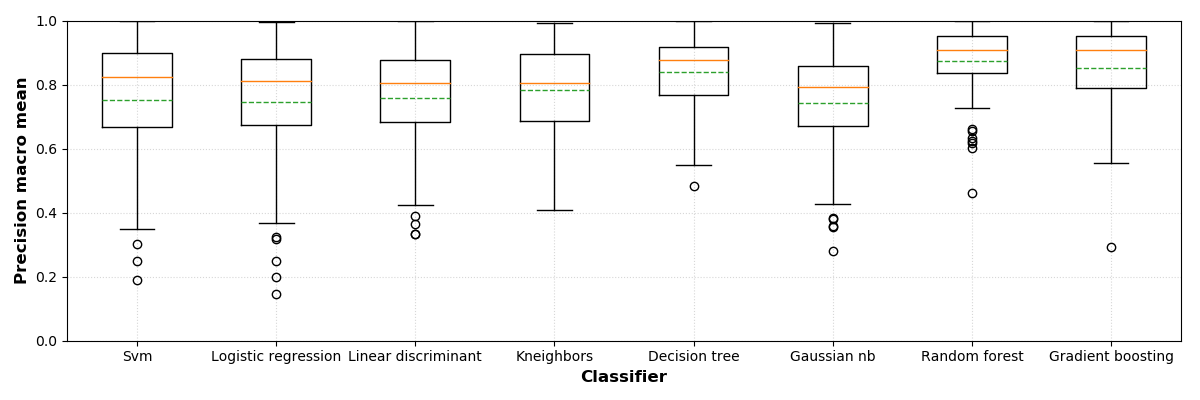 1.0
0.8
0.6
0.4
0.2
0.0
Precision macro mean
Svm Logistic regression Linear discriminant Kneighbors Decision tree Gaussian nb Random forest Gradient boosting
Classifier